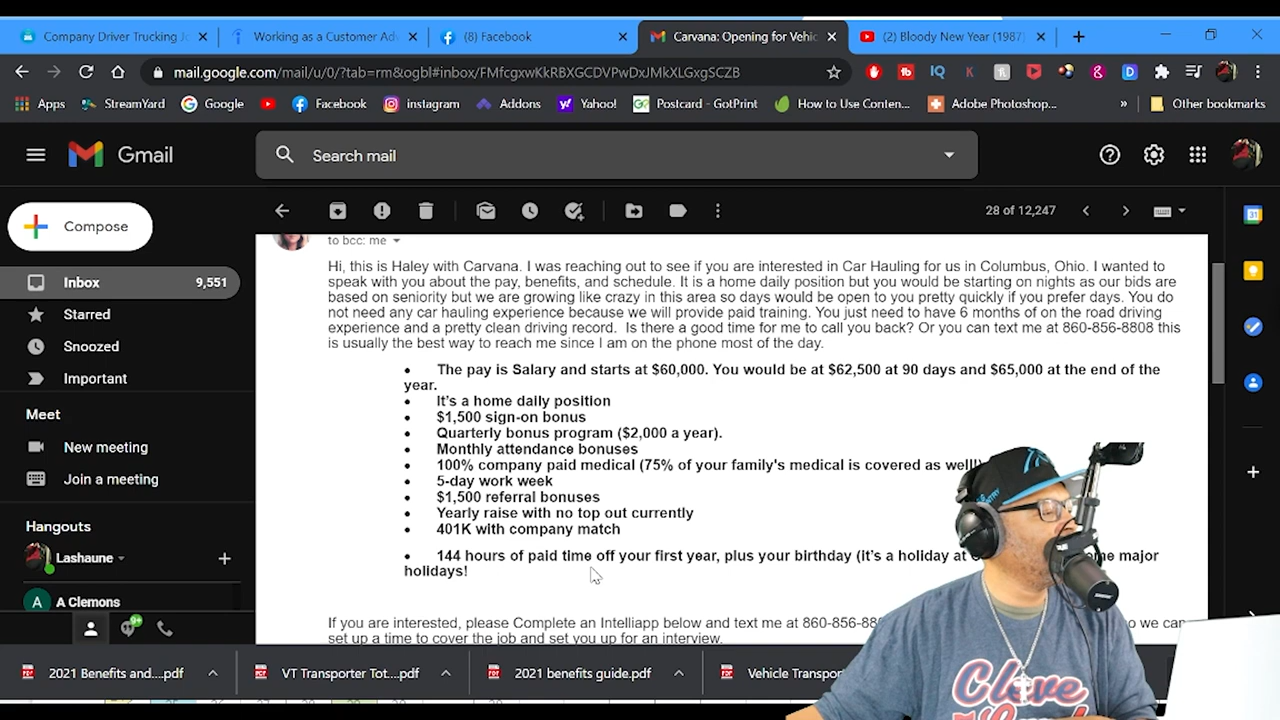 Company Driver Trucking Jo
Working as a Customer Adv
(8) Facebook
Carvana: Opening for Vehic
(2) Bloody New Year (1987)
mail.google.com/mail/u/0/?tab=rm&ogbl#inbox/FMfcgxwKkRBXGCDVPwDxJMkXLGxgSCZB
Apps
StreamYard
Google
Facebook
instagram
Addons
Yahoo!
Postcard - GotPrint
How to Use Conten...
Adobe Photoshop...
»
Other bookmarks
Gmail
Search mail
Compose
28 of 12,247
Inbox 9,551
Starred
Snoozed
Important
Meet
New meeting
Join a meeting
Hangouts
Lashaune
A Clemons
to bcc: me
Hi, this is Haley with Carvana. I was reaching out to see if you are interested in Car Hauling for us in Columbus, Ohio. I wanted to
speak with you about the pay, benefits, and schedule. It is a home daily position but you would be starting on nights as our bids are
based on seniority but we are growing like crazy in this area so days would be open to you pretty quickly if you prefer days. You do
not need any car hauling experience because we will provide paid training. You just need to have 6 months of on the road driving
experience and a pretty clean driving record. Is there a good time for me to call you back? Or you can text me at 860-856-8808 this
is usually the best way to reach me since I am on the phone most of the day.
• The pay is Salary and starts at $60,000. You would be at $62,500 at 90 days and $65,000 at the end of the
year.
• It's a home daily position
• $1,500 sign-on bonus
• Quarterly bonus program ($2,000 a year).
• Monthly attendance bonuses
• 100% company paid medical (75% of your family's medical is covered as well!)
• 5-day work week
• $1,500 referral bonuses
• Yearly raise with no top out currently
• 401K with company match
• 144 hours of paid time off your first year, plus your birthday (it's a holiday at major
holidays!
If you are interested, please Complete an Intelliapp below and text me at 860-856-88 we can
set up a time to cover the job and set you up for an interview.
2021 Benefits and....pdf
VT Transporter Tot....pdf
2021 benefits guide.pdf
Vehicle Transpor